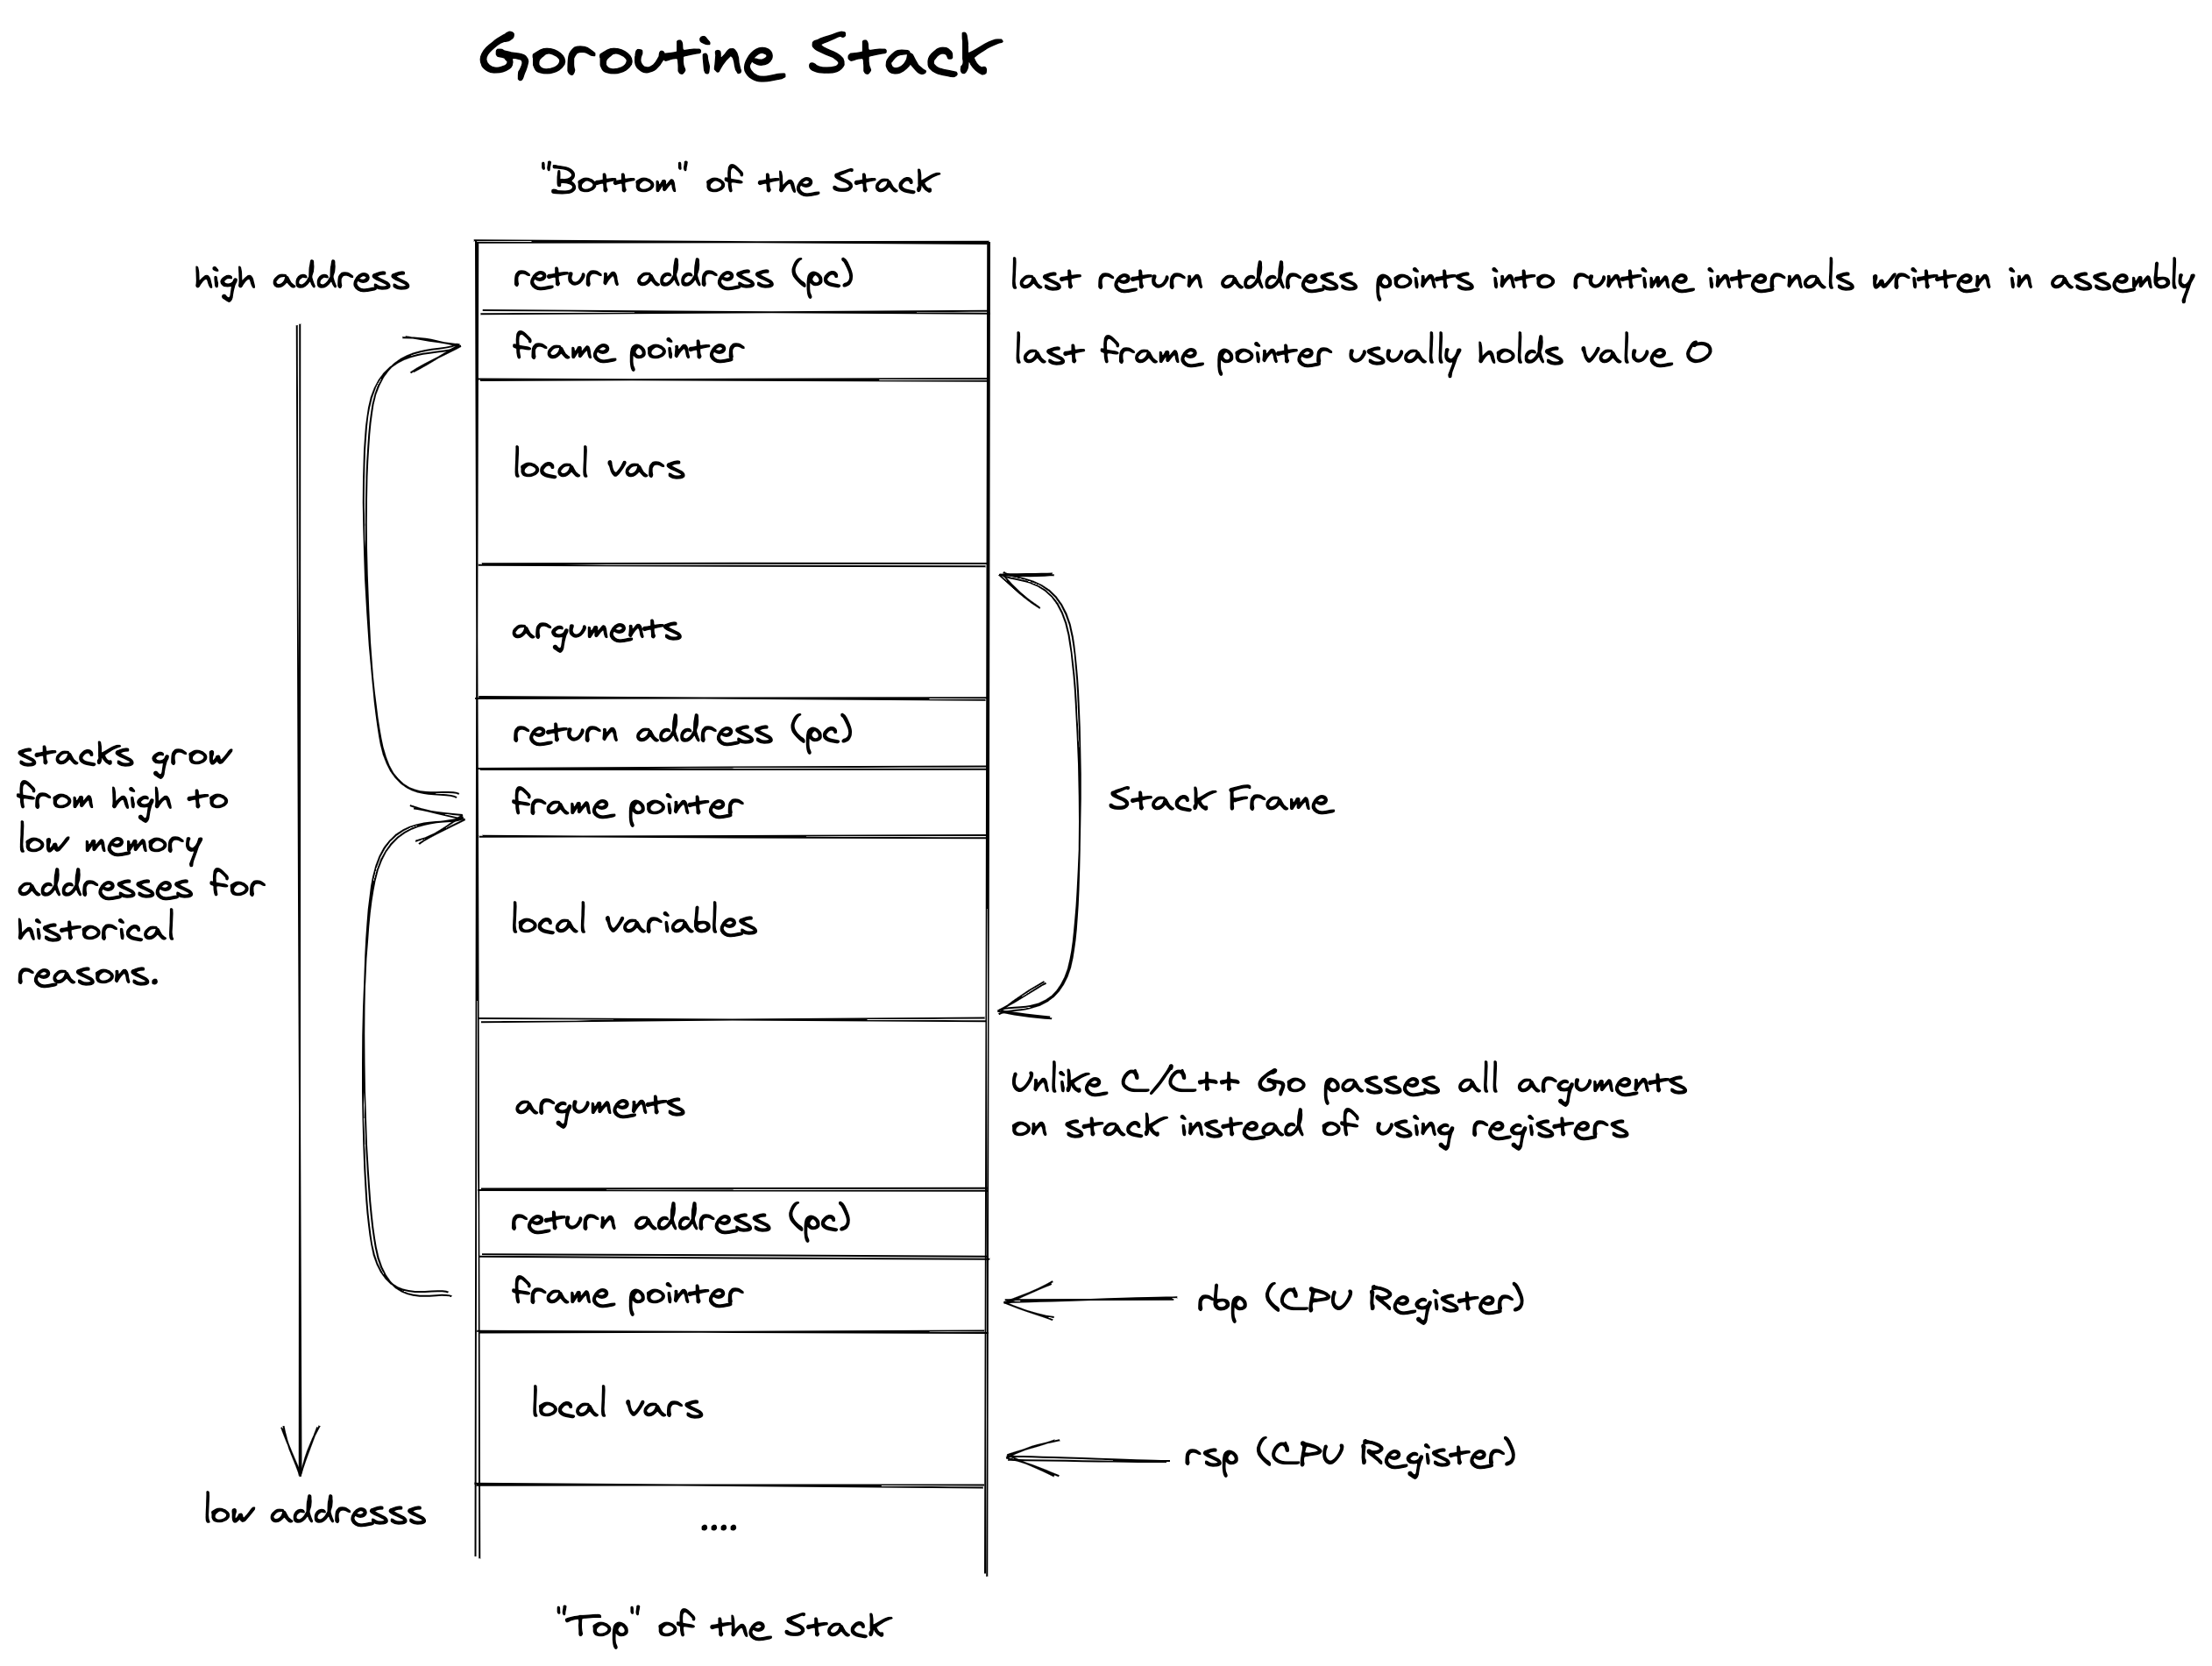 Goroutine Stack
"Bottom" of the Stack
high address
return address (pc)
last return address points into runtime internals written in assembly
frame pointer
last frame pointer usually holds value 0
local vars
arguments
return address (pc)
stacks grow
from high to
low memory
addresses for
historical
reasons.
frame pointer
Stack Frame
local variables
arguments
Unlike C/C++ Go passes all arguments
on stack instead of using registers
return address (pc)
frame pointer
rbp (CPU Register)
local vars
rsp (CPU Register)
low addresss
....
"Top" of the Stack